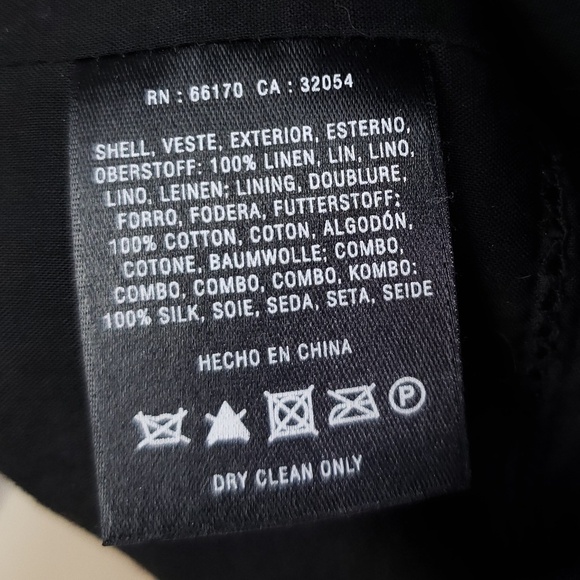 RN : 66170 CA : 32054
SHELL, VESTE, EXTERIOR, ESTERNO,
OBERSTOFF: 100% LINEN, LIN, LINO,
LINO, LEINEN; LINING, DOUBLURE,
FORRO, FODERA, FUTTERSTOFF;
100% COTTON, COTON, ALGODÓN,
COTONE, BAUMWOLLE; COMBO,
COMBO, COMBO, COMBO, KOMBO:
100% SILK, SOIE, SEDA, SETA, SEIDE
HECHO EN CHINA
P
DRY CLEAN ONLY